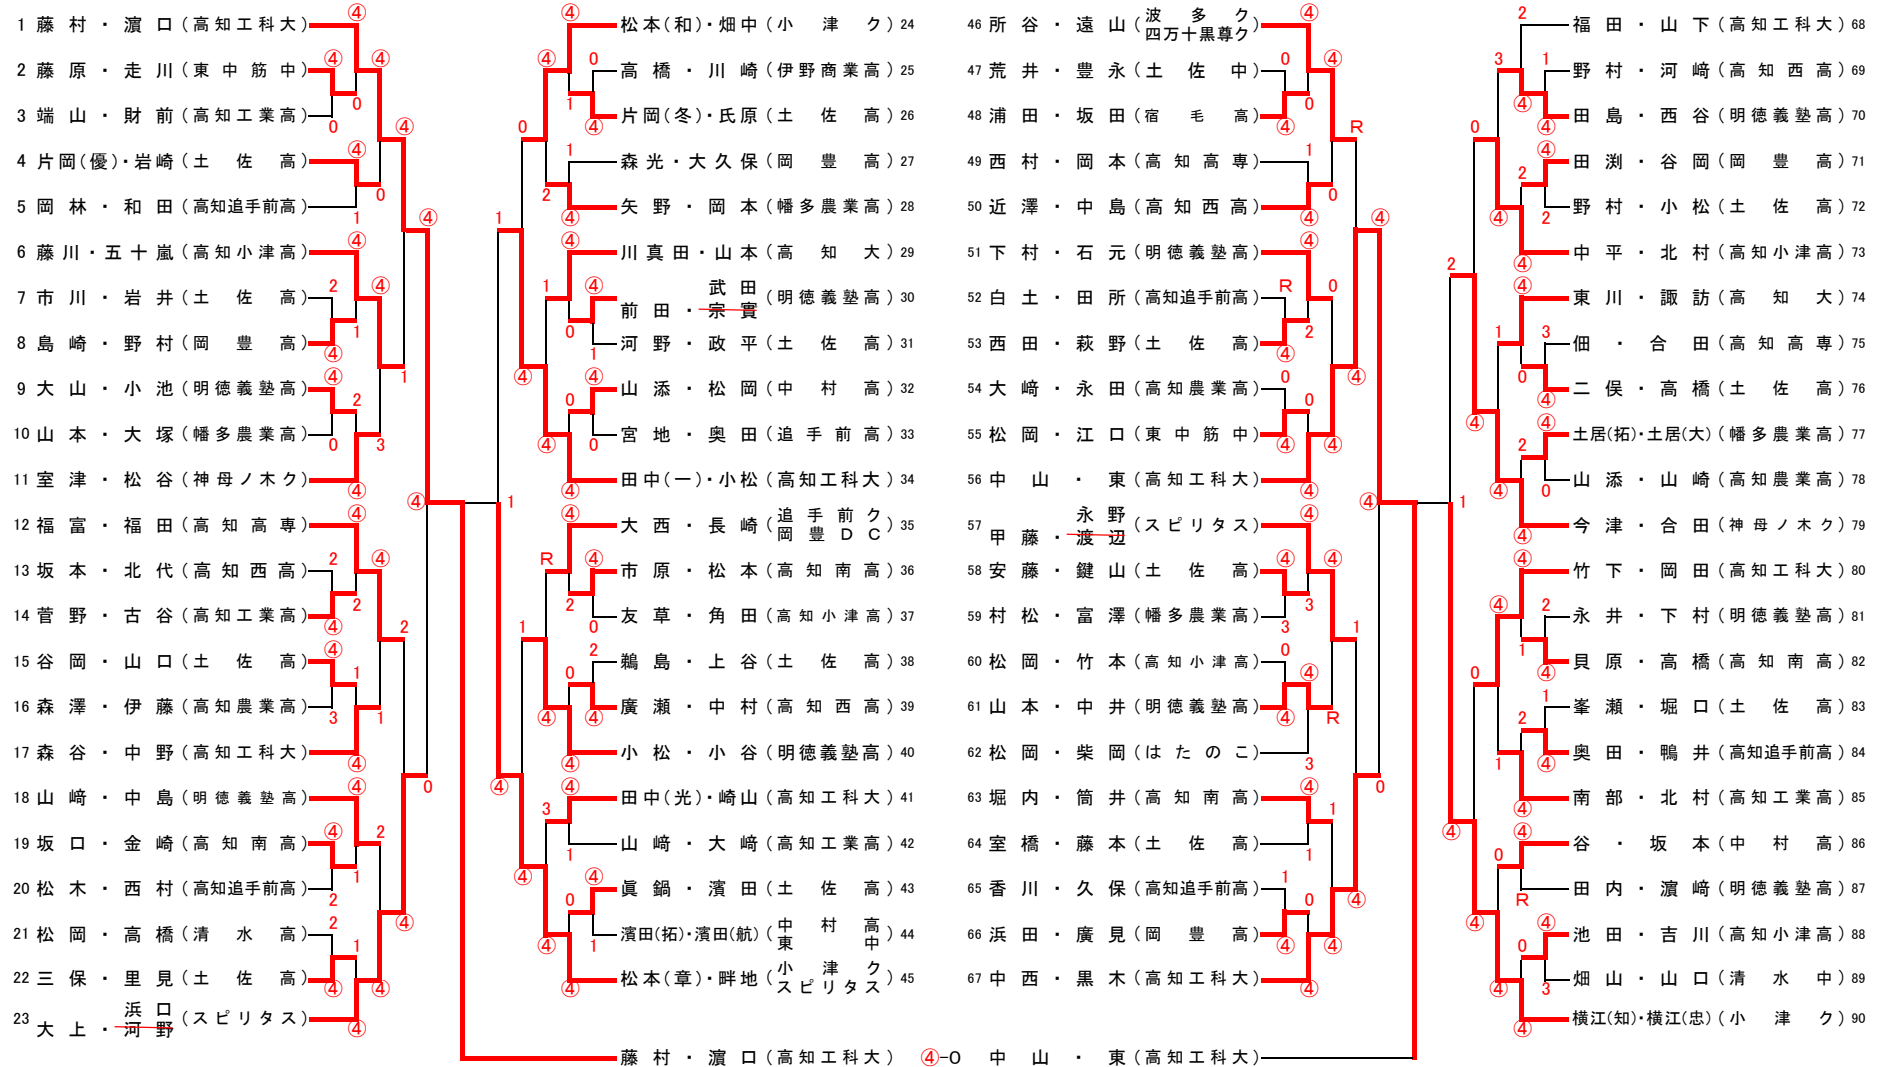 1 藤村・濵口(高知工科大)
2 藤原・走川(東中筋中)
3 端山・財前(高知工業高)
4 片岡(優)・岩崎(土佐高)
5 岡林・和田(高知追手前高)
6 藤川・五十嵐(高知小津高)
7 市川・岩井(土佐高)
8 島崎・野村(岡豊高)
9 大山・小池(明徳義塾高)
10 山本・大塚(幡多農業高)
11 室津・松谷(神母ノ木ク)
12 福富・福田(高知高専)
13 坂本・北代(高知西高)
14 菅野・古谷(高知工業高)
15 谷岡・山口(土佐高)
16 森澤・伊藤(高知農業高)
17 森谷・中野(高知工科大)
18 山﨑・中島(明徳義塾高)
19 坂口・金崎(高知南高)
20 松木・西村(高知追手前高)
21 松岡・高橋(清水高)
22 三保・里見(土佐高)
浜口
23 大上・河野(スピリタス)
松本(和)・畑中(小津ク) 24
高橋・川崎(伊野商業高) 25
片岡(冬)・氏原(土佐高) 26
森光・大久保(岡豊高) 27
矢野・岡本(幡多農業高) 28
川真田・山本(高知大) 29
武田
前田・宗實(明徳義塾高) 30
河野・政平(土佐高) 31
山添・松岡(中村高) 32
宮地・奥田(追手前高) 33
田中(一)・小松(高知工科大) 34
大西・長崎(追手前ク 岡豊DC) 35
市原・松本(高知南高) 36
友草・角田(高知小津高) 37
鵜島・上谷(土佐高) 38
廣瀬・中村(高知西高) 39
小松・小谷(明徳義塾高) 40
田中(光)・崎山(高知工科大) 41
山﨑・大﨑(高知工業高) 42
眞鍋・濱田(土佐高) 43
濱田(拓)・濱田(航)(中村高 東中) 44
松本(章)・畔地(小津ク スピリタス) 45
46 所谷・遠山(波多ク 四万十黒尊ク)
47 荒井・豊永(土佐中)
48 浦田・坂田(宿毛高)
49 西村・岡本(高知高専)
50 近澤・中島(高知西高)
51 下村・石元(明徳義塾高)
52 白土・田所(高知追手前高)
53 西田・萩野(土佐高)
54 大﨑・永田(高知農業高)
55 松岡・江口(東中筋中)
56 中山・東(高知工科大)
永野
57 甲藤・渡辺(スピリタス)
58 安藤・鍵山(土佐高)
59 村松・富澤(幡多農業高)
60 松岡・竹本(高知小津高)
61 山本・中井(明徳義塾高)
62 松岡・柴岡(はたのこ)
63 堀内・筒井(高知南高)
64 室橋・藤本(土佐高)
65 香川・久保(高知追手前高)
66 浜田・廣見(岡豊高)
67 中西・黒木(高知工科大)
福田・山下(高知工科大) 68
野村・河﨑(高知西高) 69
田島・西谷(明徳義塾高) 70
田渕・谷岡(岡豊高) 71
野村・小松(土佐高) 72
中平・北村(高知小津高) 73
東川・諏訪(高知大) 74
佃・合田(高知高専) 75
二俣・高橋(土佐高) 76
土居(拓)・土居(大)(幡多農業高) 77
山添・山崎(高知農業高) 78
今津・合田(神母ノ木ク) 79
竹下・岡田(高知工科大) 80
永井・下村(明徳義塾高) 81
貝原・高橋(高知南高) 82
峯瀬・堀口(土佐高) 83
奥田・鴨井(高知追手前高) 84
南部・北村(高知工業高) 85
谷・坂本(中村高) 86
田内・濵﨑(明徳義塾高) 87
池田・吉川(高知小津高) 88
畑山・山口(清水中) 89
横江(知)・横江(忠)(小津ク) 90
藤村・濵口(高知工科大) ④-0 中山・東(高知工科大)